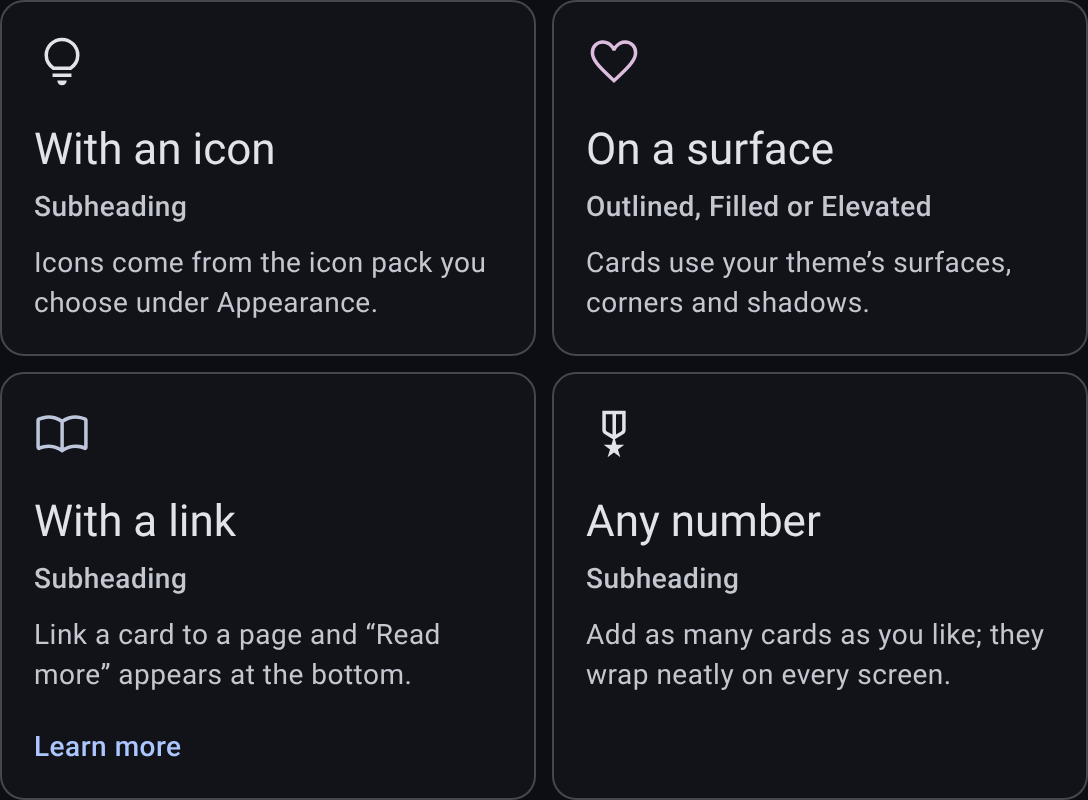 With an icon
Subheading
Icons come from the icon pack you
choose under Appearance.
On a surface
Outlined, Filled or Elevated
Cards use your theme’s surfaces,
corners and shadows.
With a link
Subheading
Link a card to a page and “Read
more” appears at the bottom.
Learn more
Any number
Subheading
Add as many cards as you like; they
wrap neatly on every screen.